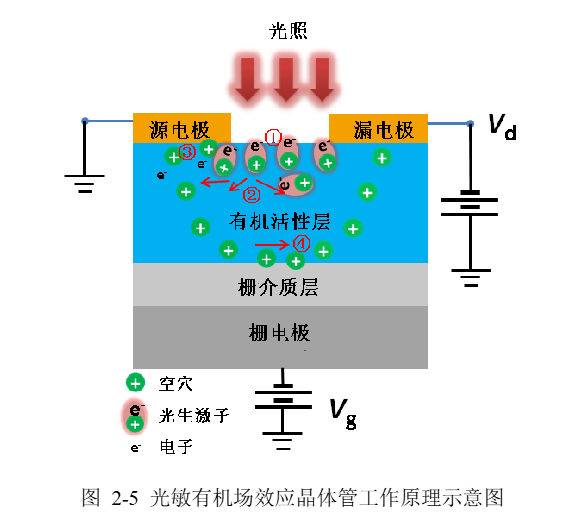 光照
源电极
漏电极
Vd
①
e-
e-
e-
e-
③
e-
e-
②
e-
有机活性层
④
栅介质层
栅电极
空穴
e-
光生激子
e-
电子
Vg
图 2-5 光敏有机场效应晶体管工作原理示意图